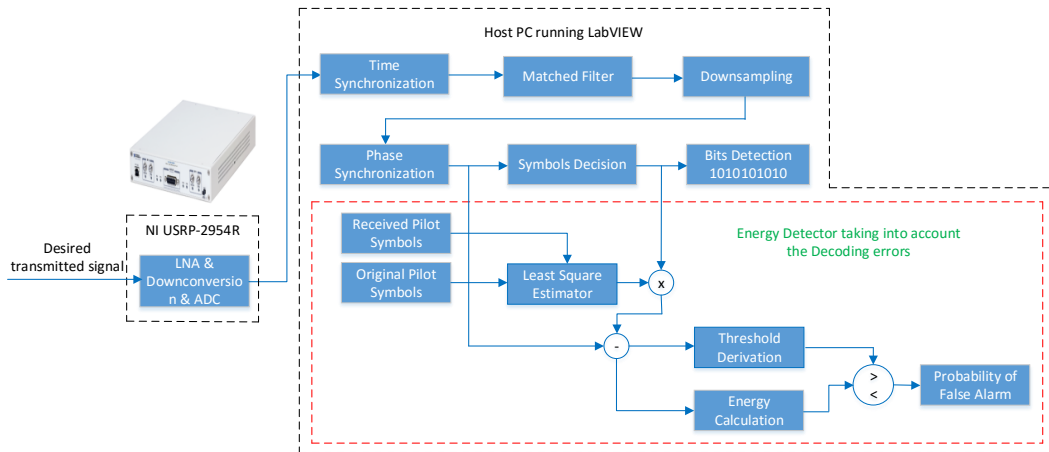 Host PC running LabVIEW
Time
Synchronization
Matched Filter
Downsampling
Phase
Synchronization
Symbols Decision
Bits Detection
1010101010
NI USRP-2954R
Desired
transmitted signal
LNA &
Downconversio
n & ADC
Received Pilot
Symbols
Original Pilot
Symbols
Least Square
Estimator
x
Energy Detector taking into account
the Decoding errors
-
Threshold
Derivation
Energy
Calculation
>
<
Probability of
False Alarm